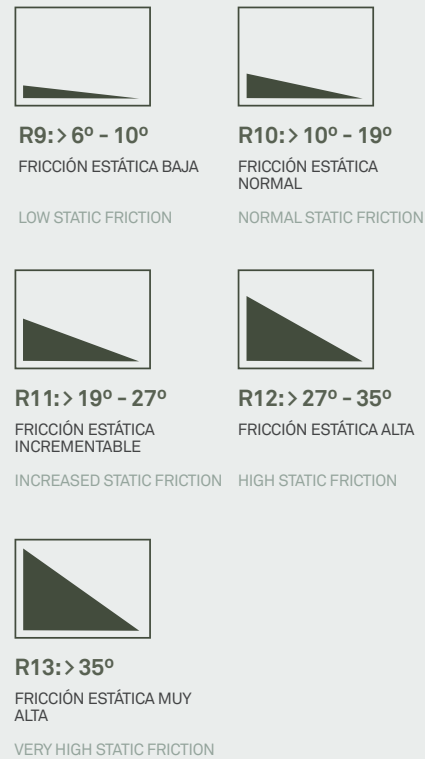 R9: > 6º - 10º
FRICCIÓN ESTÁTICA BAJA
LOW STATIC FRICTION
R10: > 10º - 19º
FRICCIÓN ESTÁTICA
NORMAL
NORMAL STATIC FRICTION
R11: > 19º - 27º
FRICCIÓN ESTÁTICA
INCREMENTABLE
INCREASED STATIC FRICTION
R12: > 27º - 35º
FRICCIÓN ESTÁTICA ALTA
HIGH STATIC FRICTION
R13: > 35º
FRICCIÓN ESTÁTICA MUY
ALTA
VERY HIGH STATIC FRICTION